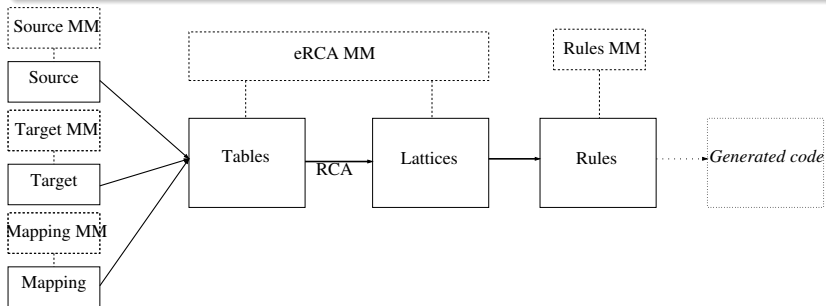 Source MM
Source
Target MM
Target
Mapping MM
Mapping
eRCA MM
Tables
RCA
Lattices
Rules MM
Rules
Generated code